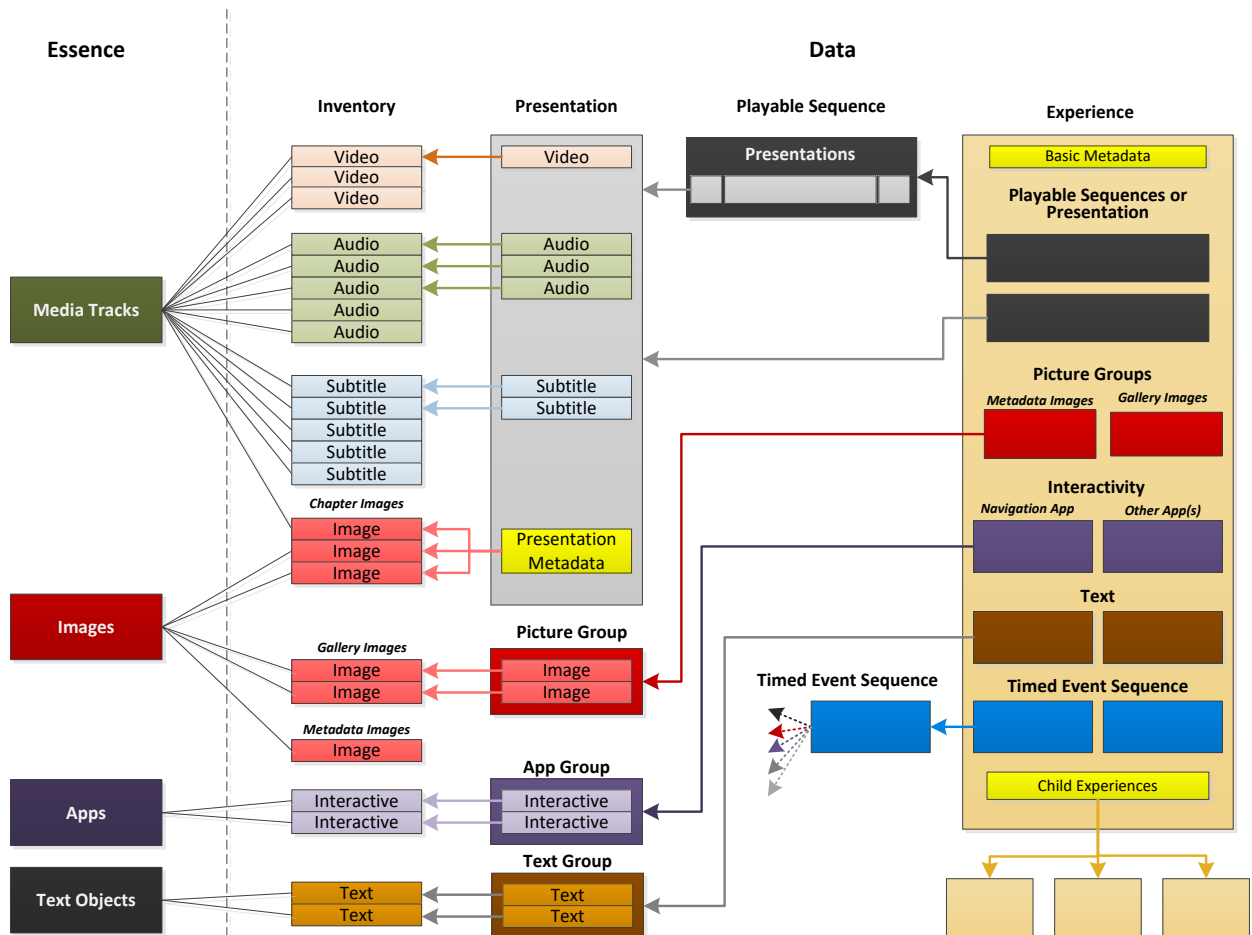 Essence
Data
Inventory
Presentation
Playable Sequence
Experience
Video
Video
Video
Video
Presentations
Basic Metadata
Playable Sequences or
Presentation
Audio
Audio
Audio
Audio
Audio
Audio
Audio
Audio
Media Tracks
Subtitle
Subtitle
Subtitle
Subtitle
Subtitle
Subtitle
Subtitle
Picture Groups
Metadata Images
Gallery Images
Chapter Images
Image
Image
Image
Presentation
Metadata
Interactivity
Navigation App
Other App(s)
Text
Images
Gallery Images
Image
Image
Picture Group
Image
Image
Timed Event Sequence
Timed Event Sequence
Metadata Images
Image
App Group
Child Experiences
Apps
Interactive
Interactive
Interactive
Interactive
Text Group
Text Objects
Text
Text
Text
Text